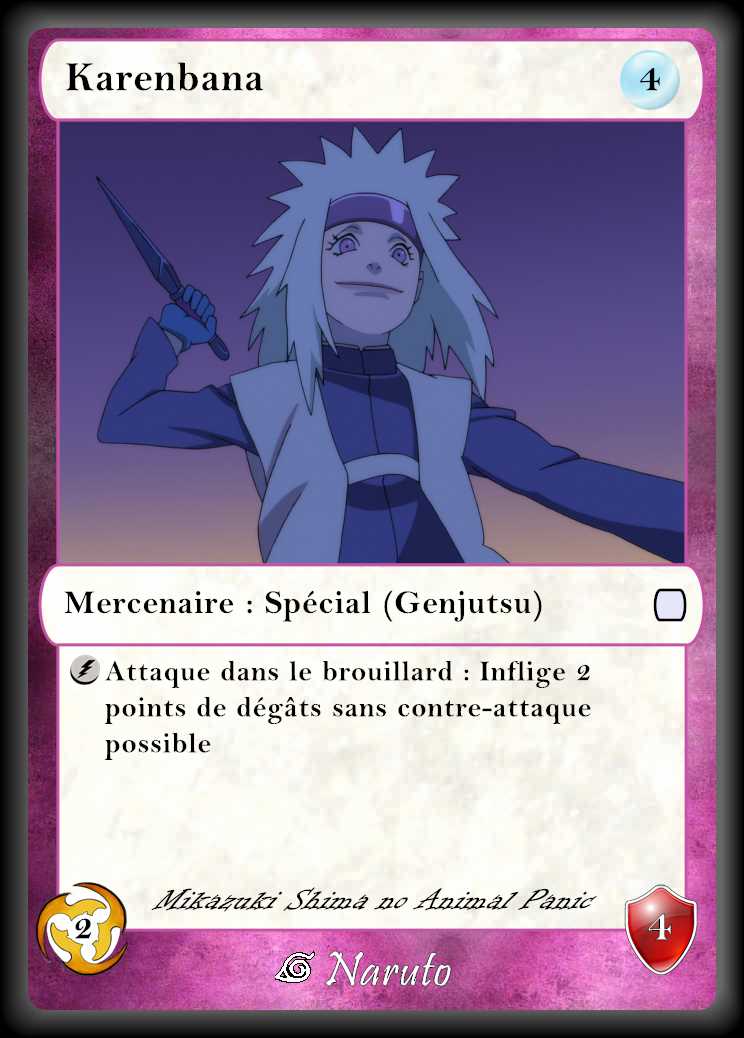 Karenbana
4
Mercenaire : Spécial (Genjutsu)
Attaque dans le brouillard : Inflige 2
points de dégâts sans contre-attaque
possible
Mikazuki Shima no Animal Panic
2
4
Naruto